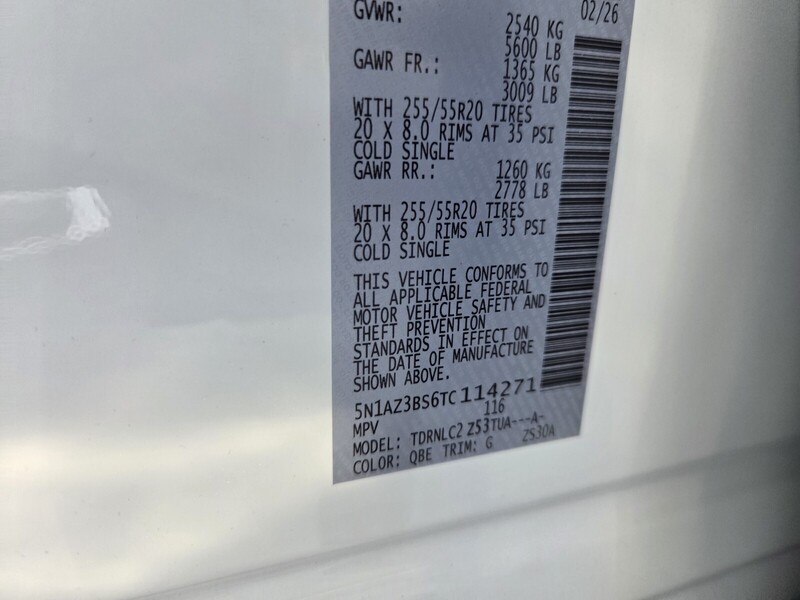 GVWR: 02/26
2540 KG
5600 LB
GAWR FR.: 1365 KG
3009 LB
WITH 255/55R20 TIRES
20 X 8.0 RIMS AT 35 PSI
COLD SINGLE
GAWR RR.: 1260 KG
2778 LB
WITH 255/55R20 TIRES
20 X 8.0 RIMS AT 35 PSI
COLD SINGLE
THIS VEHICLE CONFORMS TO
ALL APPLICABLE FEDERAL
MOTOR VEHICLE SAFETY AND
THEFT PREVENTION
STANDARDS IN EFFECT ON
THE DATE OF MANUFACTURE
SHOWN ABOVE.
5N1AZ3BS6TC114271
MPV 116
MODEL: TDRNLC2 Z53TUA---A-
COLOR: QBE TRIM: G ZS30A